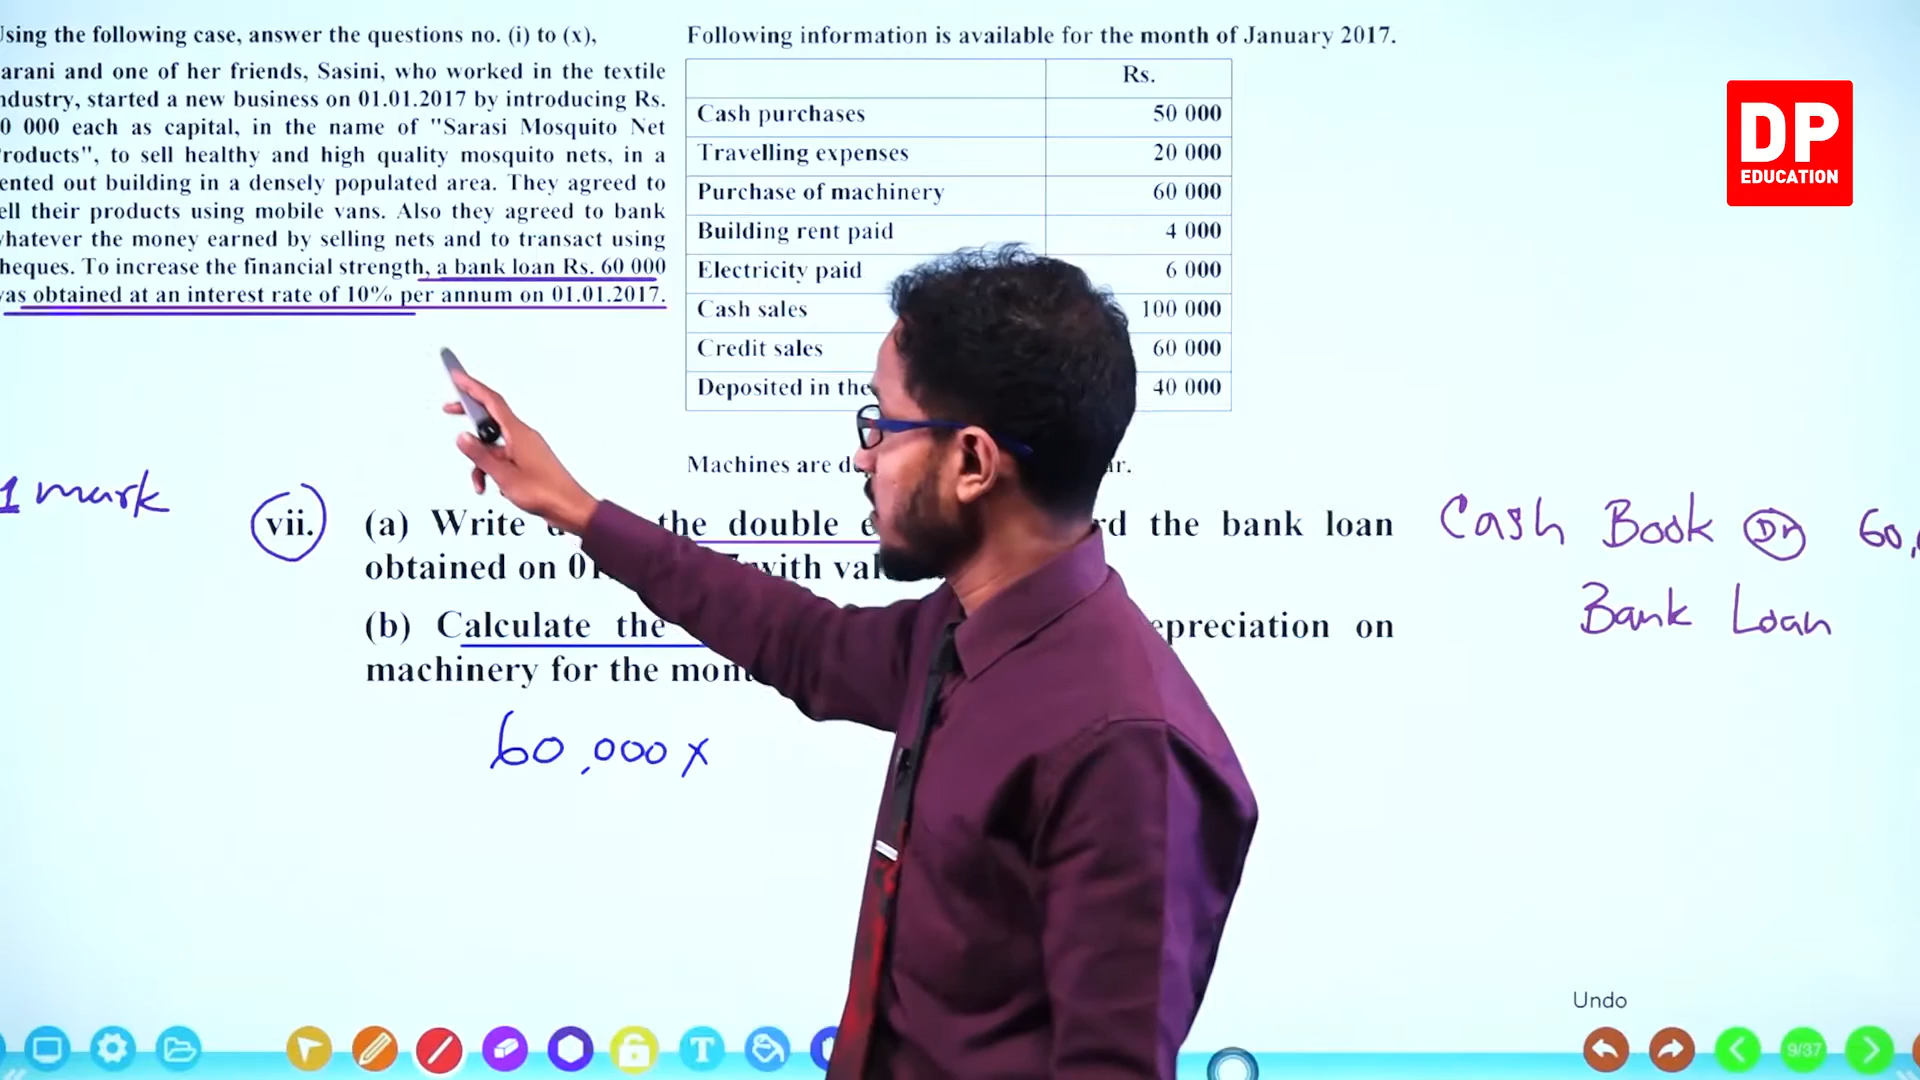 Using the following case, answer the questions no. (i) to (x),
arani and one of her friends, Sasini, who worked in the textile
ndustry, started a new business on 01.01.2017 by introducing Rs.
0 000 each as capital, in the name of "Sarasi Mosquito Net
roducts", to sell healthy and high quality mosquito nets, in a
ented out building in a densely populated area. They agreed to
ell their products using mobile vans. Also they agreed to bank
hatever the money earned by selling nets and to transact using
heques. To increase the financial strength, a bank loan Rs. 60 000
as obtained at an interest rate of 10% per annum on 01.01.2017.
Following information is available for the month of January 2017.
Rs.
Cash purchases 50 000
Travelling expenses 20 000
Purchase of machinery 60 000
Building rent paid 4 000
Electricity paid 6 000
Cash sales 100 000
Credit sales 60 000
Deposited in the 40 000
Machines are
DP
EDUCATION
1 mark
vii. (a) Write the double the bank loan
obtained on with
(b) Calculate the preciation on
machinery for the
60,000 x
Cash Book Dr 60,
Bank Loan
Undo
T
9/37